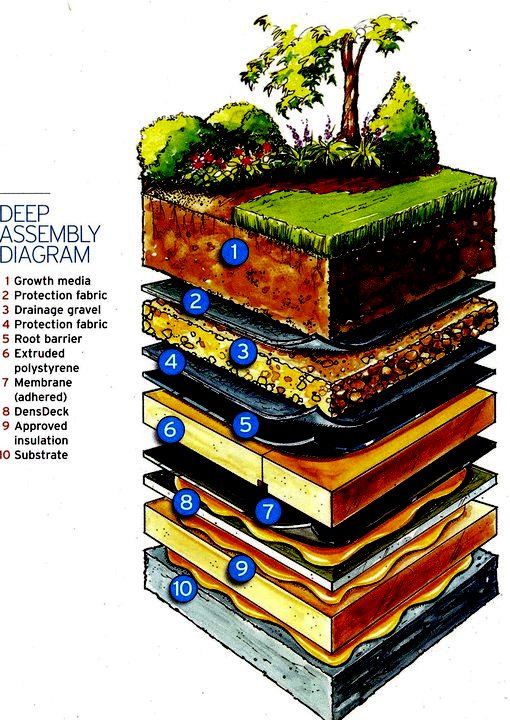 DEEP
ASSEMBLY
DIAGRAM
1 Growth media
2 Protection fabric
3 Drainage gravel
4 Protection fabric
5 Root barrier
6 Extruded
polystyrene
7 Membrane
(adhered)
8 DensDeck
9 Approved
insulation
10 Substrate
1
2
3
4
5
6
7
8
9
10